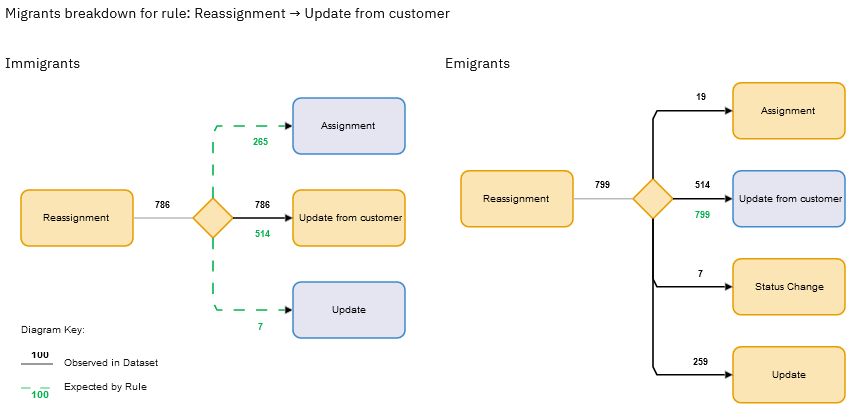 Migrants breakdown for rule: Reassignment → Update from customer
Immigrants
Reassignment
786
265
Assignment
786
514
Update from customer
7
Update
Diagram Key:
100
Observed in Dataset
100
Expected by Rule
Emigrants
Reassignment
799
19
Assignment
514
799
Update from customer
7
Status Change
259
Update